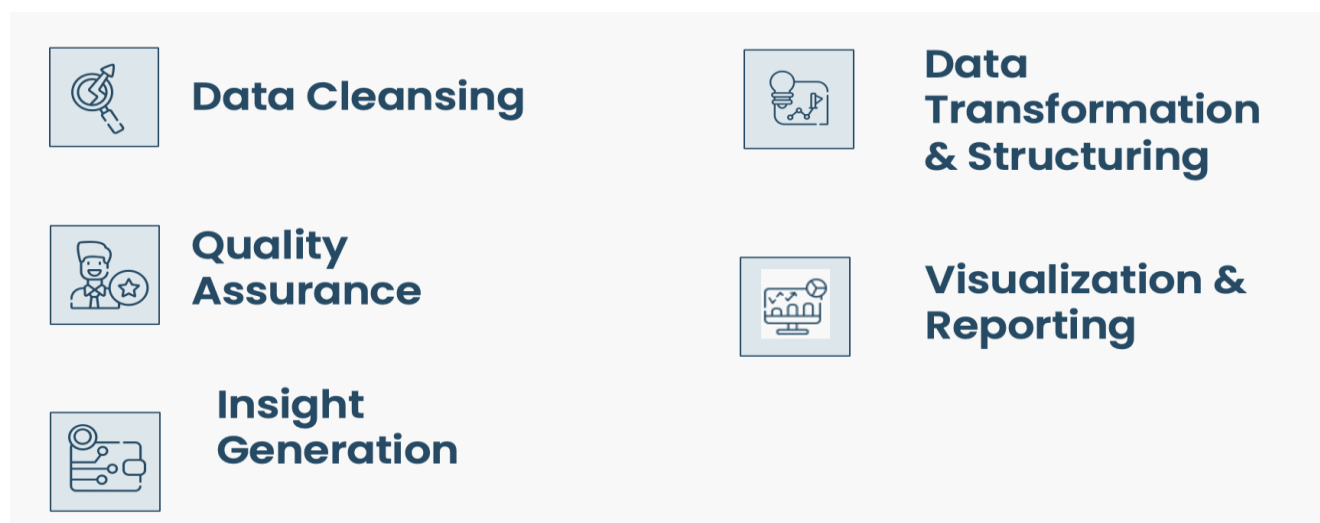 Data Cleansing
Quality
Assurance
Insight
Generation
Data
Transformation
& Structuring
Visualization &
Reporting